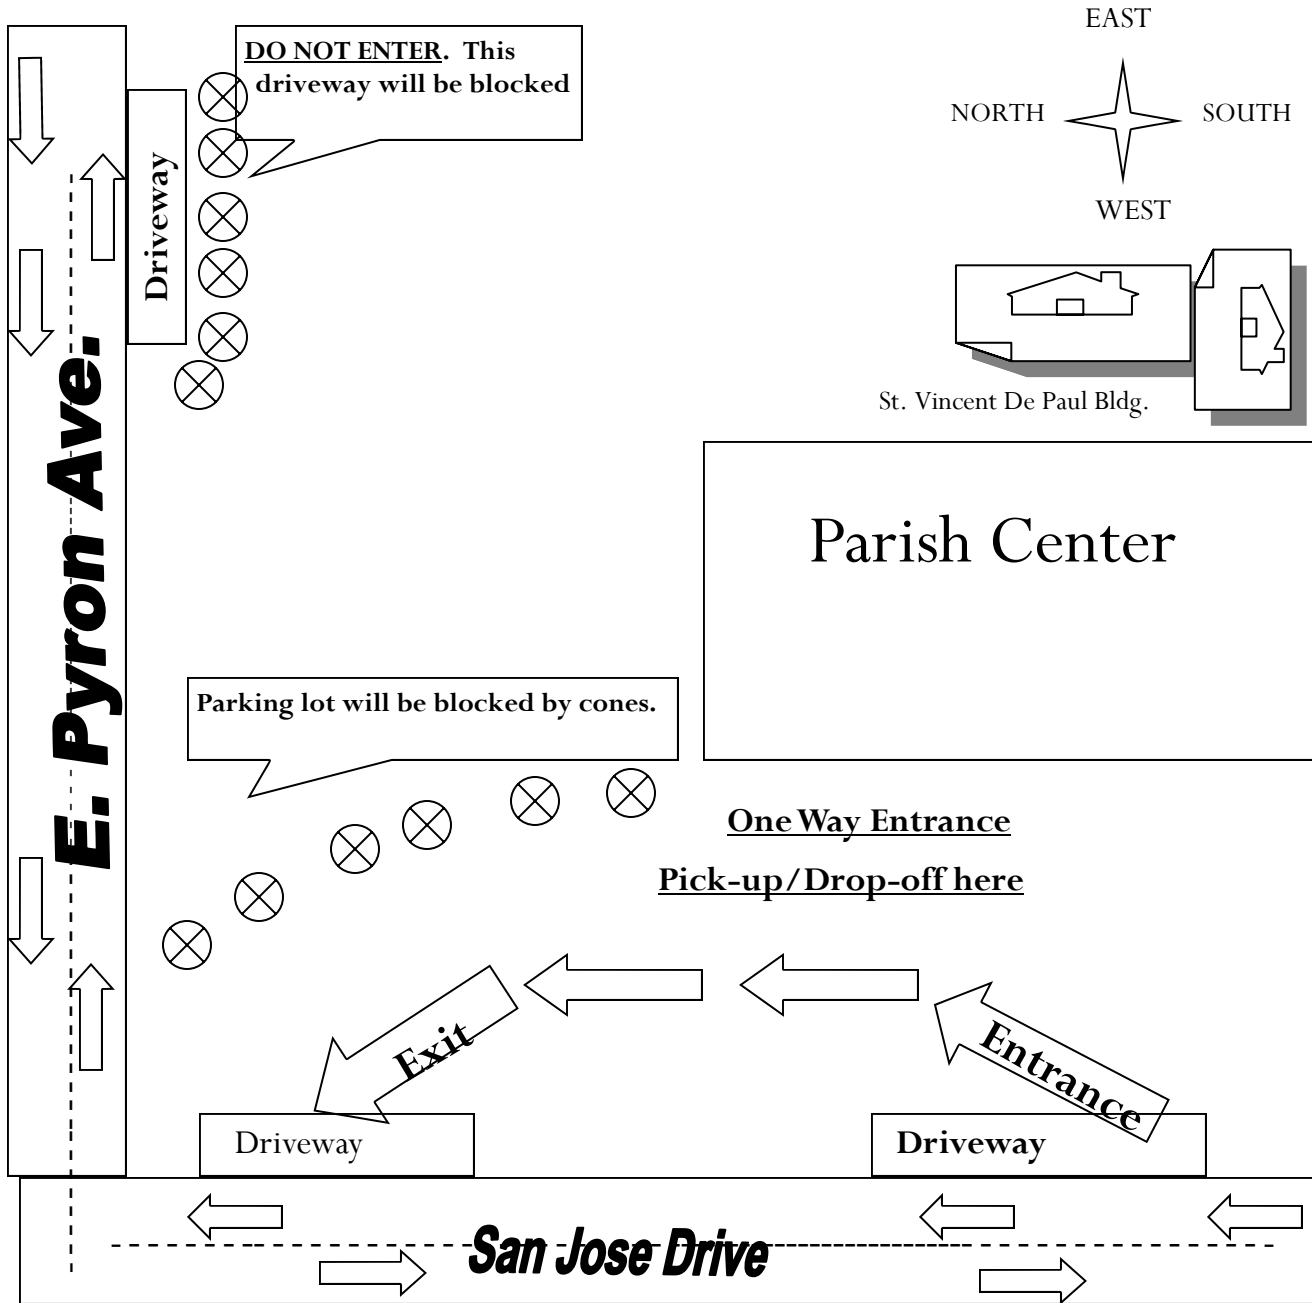 EAST
DO NOT ENTER. This
driveway will be blocked
NORTH
SOUTH
Driveway
WEST
St. Vincent De Paul Bldg.
E. Pyron Ave.
Parish Center
Parking lot will be blocked by cones.
One Way Entrance
Pick-up/Drop-off here
Exit
Entrance
Driveway
Driveway
San Jose Drive